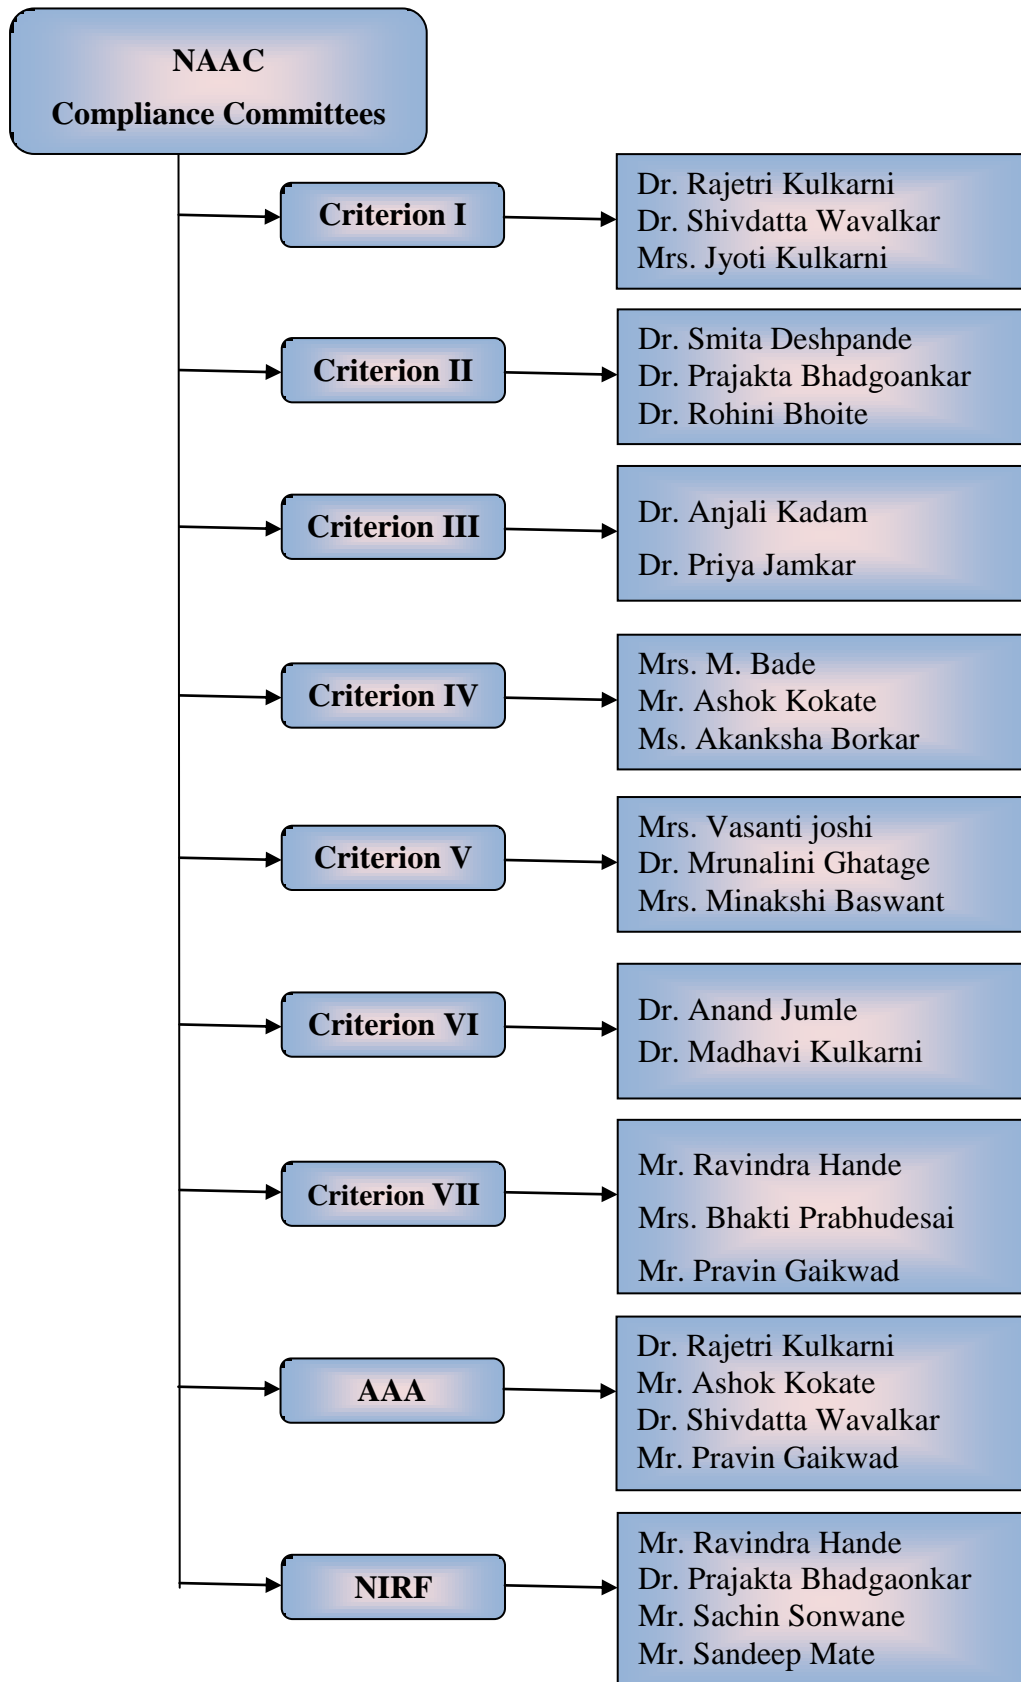 NAAC
Compliance Committees
Criterion I
Dr. Rajetri Kulkarni
Dr. Shivdatta Wavalkar
Mrs. Jyoti Kulkarni
Criterion II
Dr. Smita Deshpande
Dr. Prajakta Bhadgoankar
Dr. Rohini Bhoite
Criterion III
Dr. Anjali Kadam
Dr. Priya Jamkar
Criterion IV
Mrs. M. Bade
Mr. Ashok Kokate
Ms. Akanksha Borkar
Criterion V
Mrs. Vasanti joshi
Dr. Mrunalini Ghatage
Mrs. Minakshi Baswant
Criterion VI
Dr. Anand Jumle
Dr. Madhavi Kulkarni
Criterion VII
Mr. Ravindra Hande
Mrs. Bhakti Prabhudesai
Mr. Pravin Gaikwad
AAA
Dr. Rajetri Kulkarni
Mr. Ashok Kokate
Dr. Shivdatta Wavalkar
Mr. Pravin Gaikwad
NIRF
Mr. Ravindra Hande
Dr. Prajakta Bhadgaonkar
Mr. Sachin Sonwane
Mr. Sandeep Mate